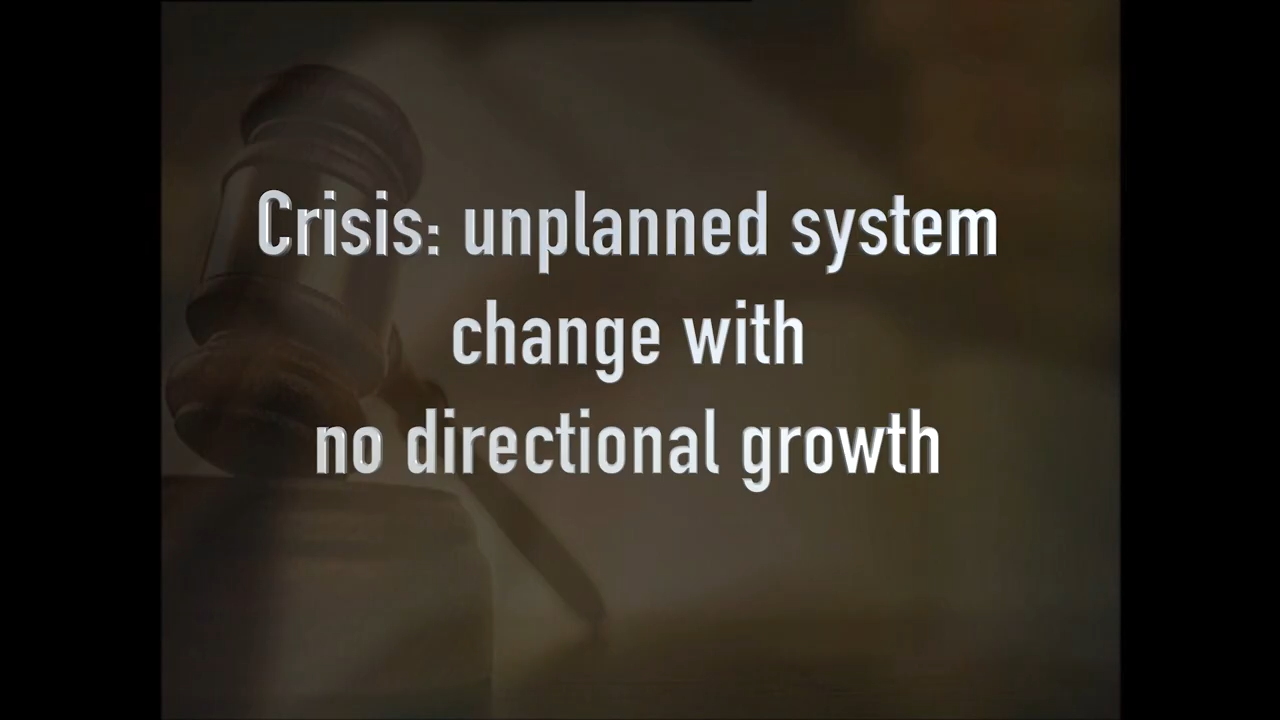 Crisis: unplanned system
change with
no directional growth